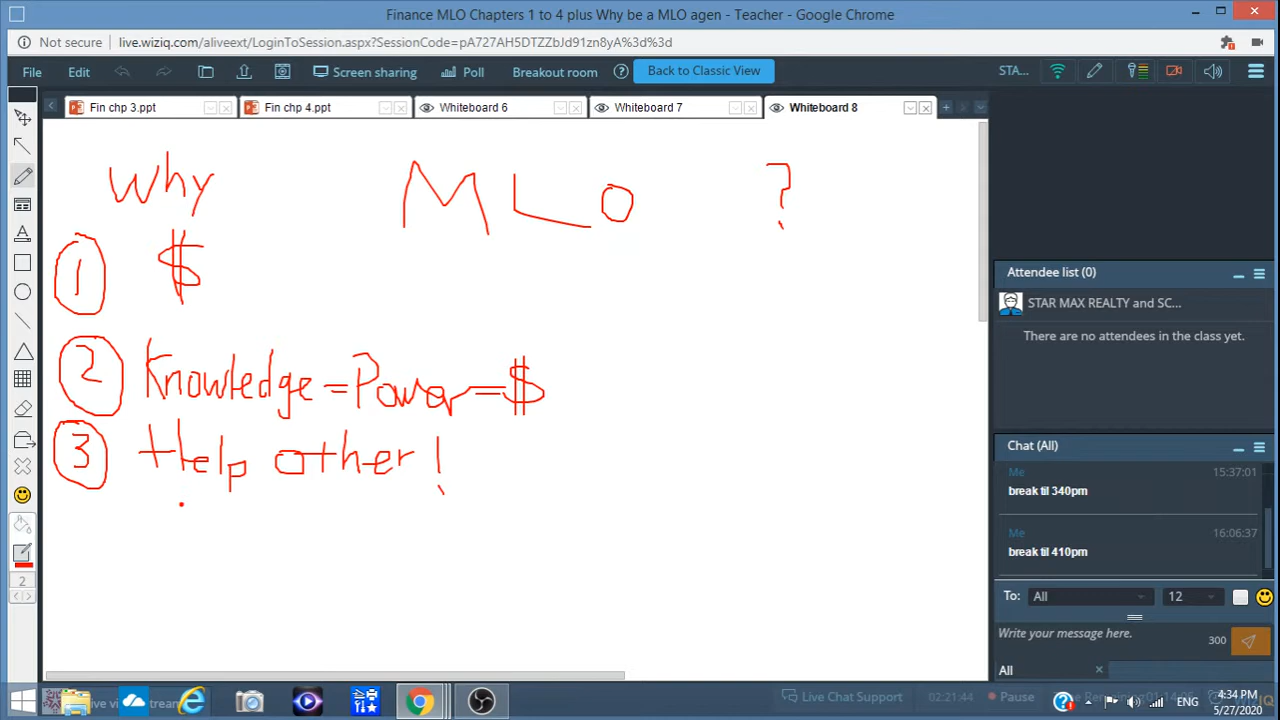 Finance MLO Chapters 1 to 4 plus Why be a MLO agen - Teacher - Google Chrome
Not secure | live.wiziq.com/aliveext/LoginToSession.aspx?SessionCode=pA727AH5DTZZbJd91zn8yA%3d%3d
File Edit Screen sharing Poll Breakout room ? Back to Classic View STA...
Fin chp 3.ppt Fin chp 4.ppt Whiteboard 6 Whiteboard 7 Whiteboard 8
Why MLO ?
1 $
2 Knowledge=Power=$
3 Help other!
2
Attendee list (0)
STAR MAX REALTY and SC...
There are no attendees in the class yet.
Chat (All)
Me 15:37:01
break til 340pm
Me 16:06:37
break til 410pm
To: All 12
Write your message here. 300
All
Live Chat Support 02:21:44 Pause
ENG 4:34 PM
5/27/2020